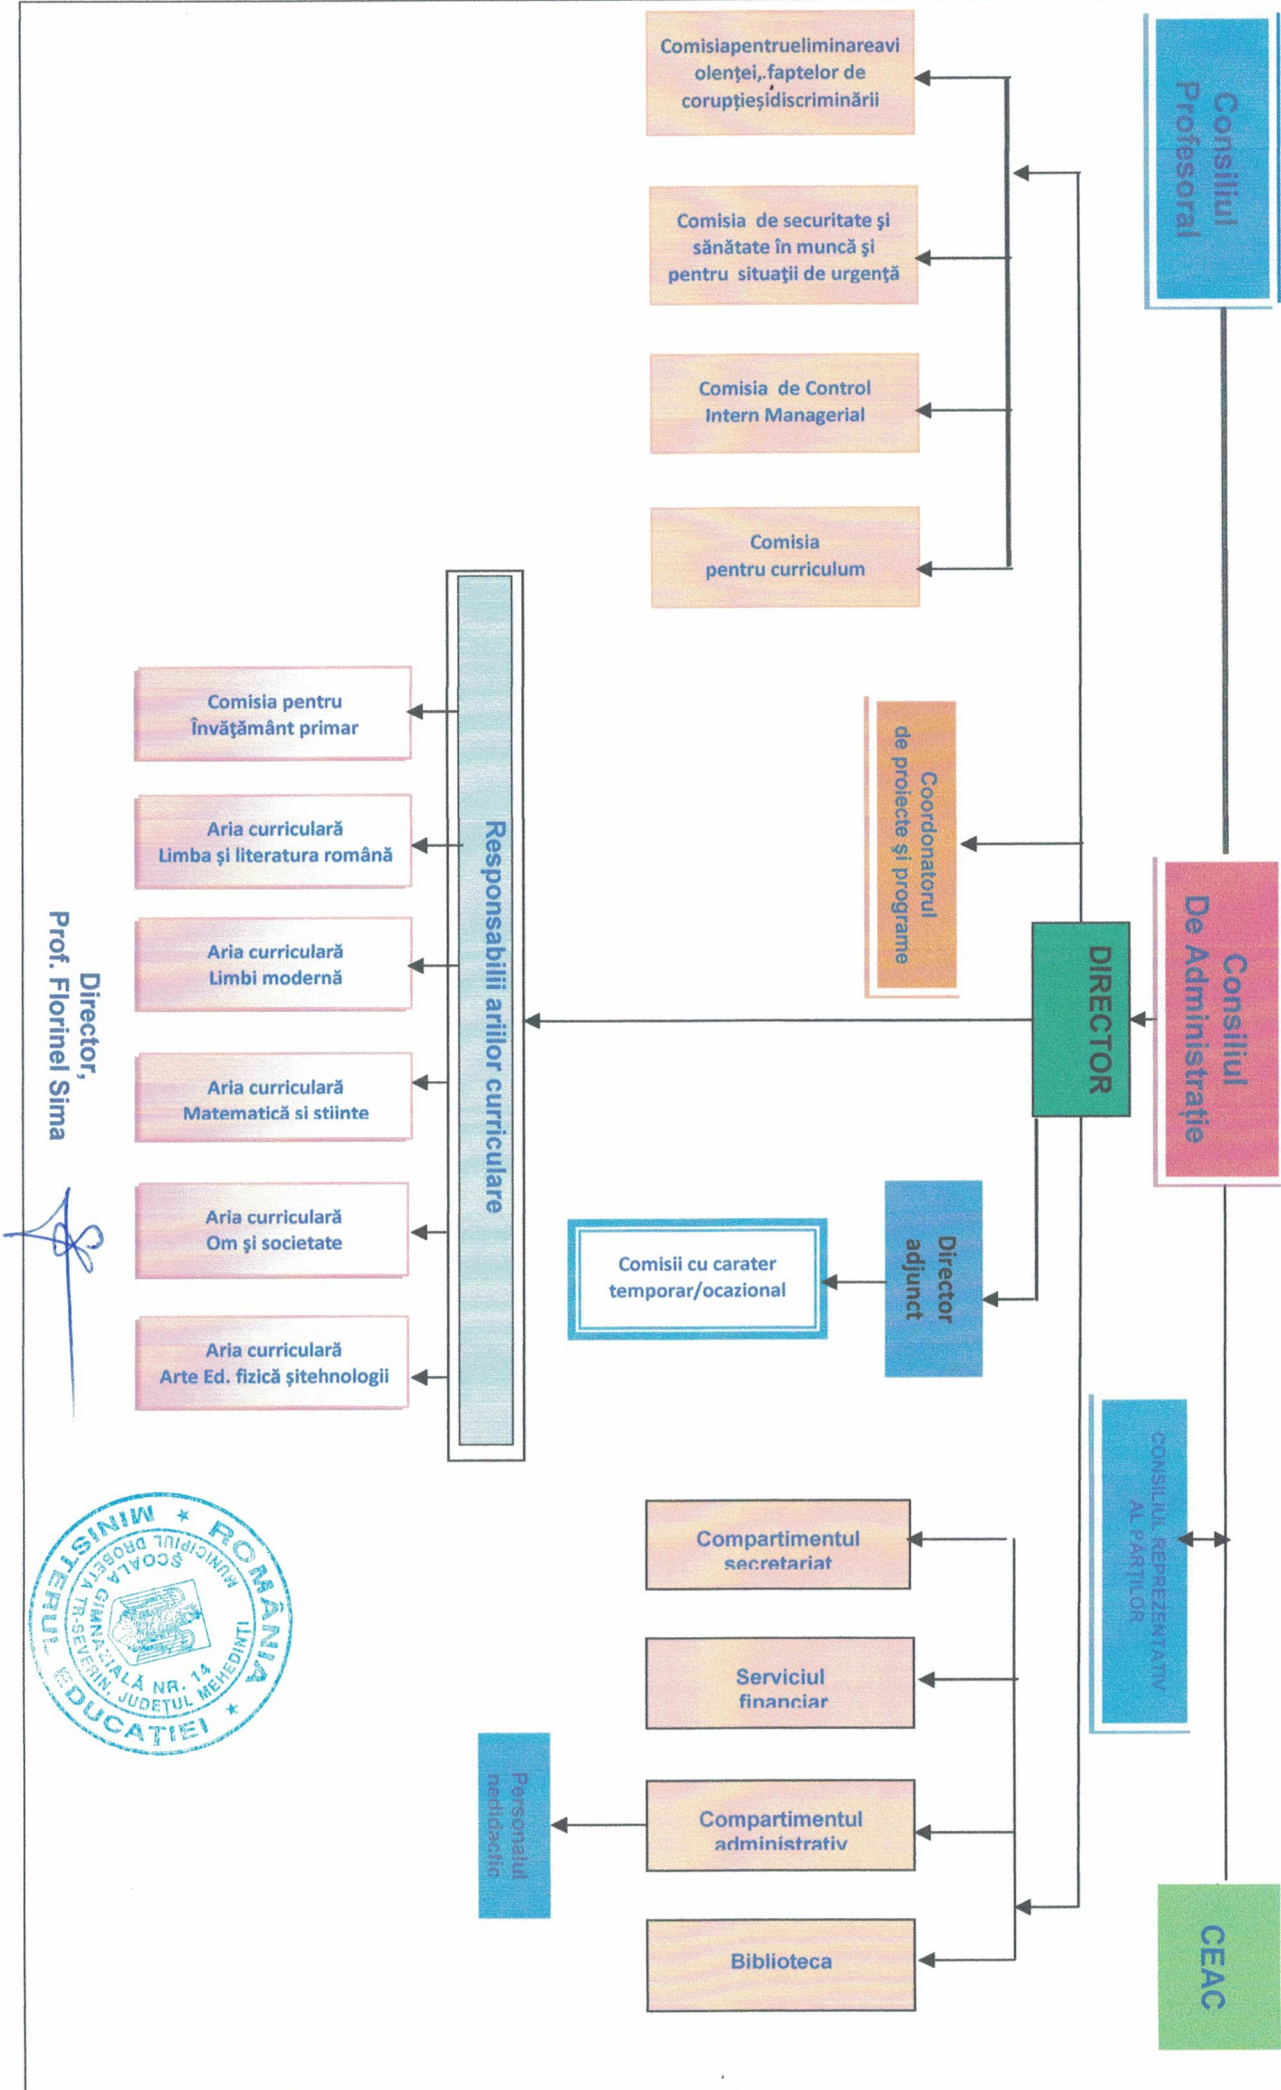 Consiliul
Profesoral
Consiliul
De Administrație
CEAC
CONSILIUL REPREZENTATIV
AL PĂRȚILOR
DIRECTOR
Director
adjunct
Comisii cu carater
temporar/ocazional
Coordonatorul
de proiecte și programe
Comisiapentrueliminareavi
olenței,.faptelor de
corupțieșidiscriminării
Comisia de securitate și
sănătate în muncă și
pentru situații de urgență
Comisia de Control
Intern Managerial
Comisia
pentru curriculum
Compartimentul
secretariat
Serviciul
financiar
Compartimentul
administrativ
Biblioteca
Personalul
nedidactic
Responsabilii ariilor curriculare
Comisia pentru
Învățământ primar
Aria curriculară
Limba și literatura română
Aria curriculară
Limbi modernă
Aria curriculară
Matematică si stiinte
Aria curriculară
Om și societate
Aria curriculară
Arte Ed. fizică șitehnologii
Director,
Prof. Florinel Sima
ROMÂNIA * MINISTERUL EDUCAȚIEI *
MUNICIPIUL DROBETA TR-SEVERIN, JUDEȚUL MEHEDINȚI
ȘCOALA GIMNAZIALĂ NR. 14